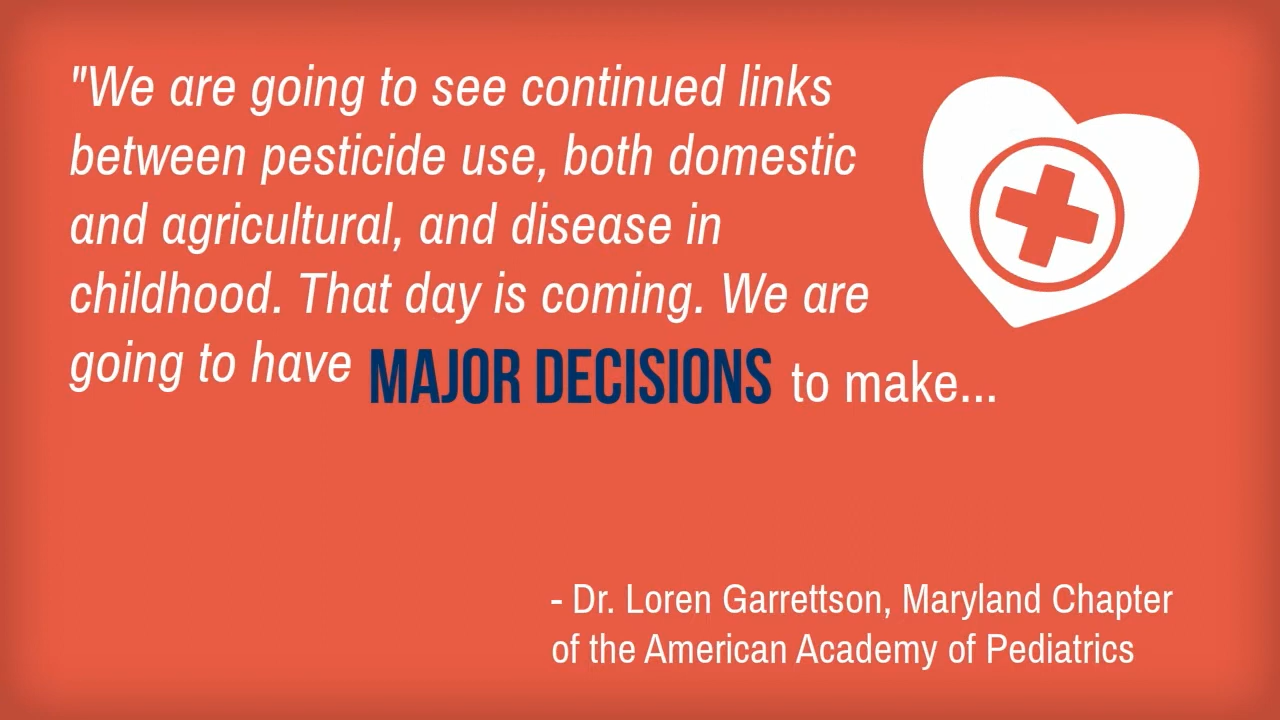 "We are going to see continued links
between pesticide use, both domestic
and agricultural, and disease in
childhood. That day is coming. We are
going to have MAJOR DECISIONS to make...
- Dr. Loren Garrettson, Maryland Chapter
of the American Academy of Pediatrics